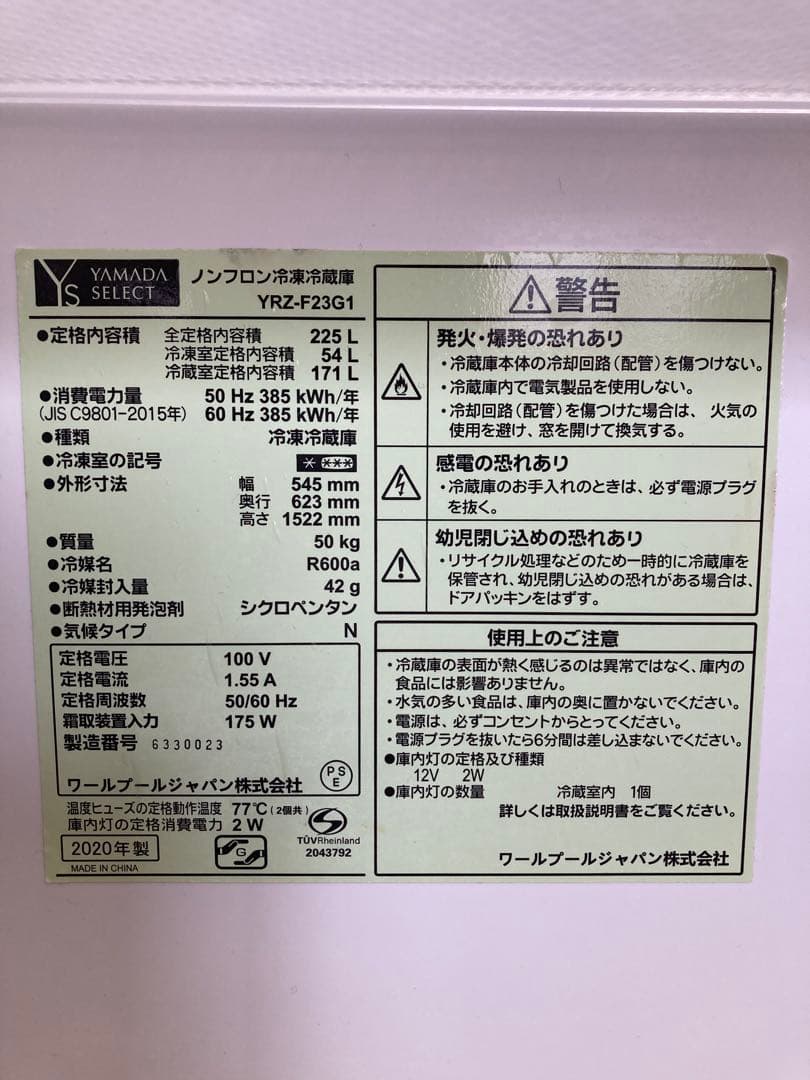 YS YAMADA SELECT
ノンフロン冷凍冷蔵庫
YRZ-F23G1
●定格内容積 全定格内容積 225 L
冷凍室定格内容積 54 L
冷蔵室定格内容積 171 L
●消費電力量 50 Hz 385 kWh/年
(JIS C9801-2015年) 60 Hz 385 kWh/年
●種類 冷凍冷蔵庫
●冷凍室の記号 * ***
●外形寸法 幅 545 mm
奥行 623 mm
高さ 1522 mm
●質量 50 kg
●冷媒名 R600a
●冷媒封入量 42 g
●断熱材用発泡剤 シクロペンタン
●気候タイプ N
定格電圧 100 V
定格電流 1.55 A
定格周波数 50/60 Hz
霜取装置入力 175 W
製造番号 6330023
ワールプールジャパン株式会社 PSE
温度ヒューズの定格動作温度 77℃(2個共)
庫内灯の定格消費電力 2 W
2020年製
MADE IN CHINA
G
TÜVRheinland
2043792
警告
発火・爆発の恐れあり
・冷蔵庫本体の冷却回路(配管)を傷つけない。
・冷蔵庫内で電気製品を使用しない。
・冷却回路(配管)を傷つけた場合は、火気の
使用を避け、窓を開けて換気する。
感電の恐れあり
・冷蔵庫のお手入れのときは、必ず電源プラグ
を抜く。
幼児閉じ込めの恐れあり
・リサイクル処理などのため一時的に冷蔵庫を
保管され、幼児閉じ込めの恐れがある場合は、
ドアパッキンをはずす。
使用上のご注意
・冷蔵庫の表面が熱く感じるのは異常ではなく、庫内の
食品には影響ありません。
・水気の多い食品は、庫内の奥に置かないでください。
・電源は、必ずコンセントからとってください。
・電源プラグを抜いたら6分間は差し込まないでください。
●庫内灯の定格及び種類
12V 2W
●庫内灯の数量 冷蔵室内 1個
詳しくは取扱説明書をご覧ください。
ワールプールジャパン株式会社